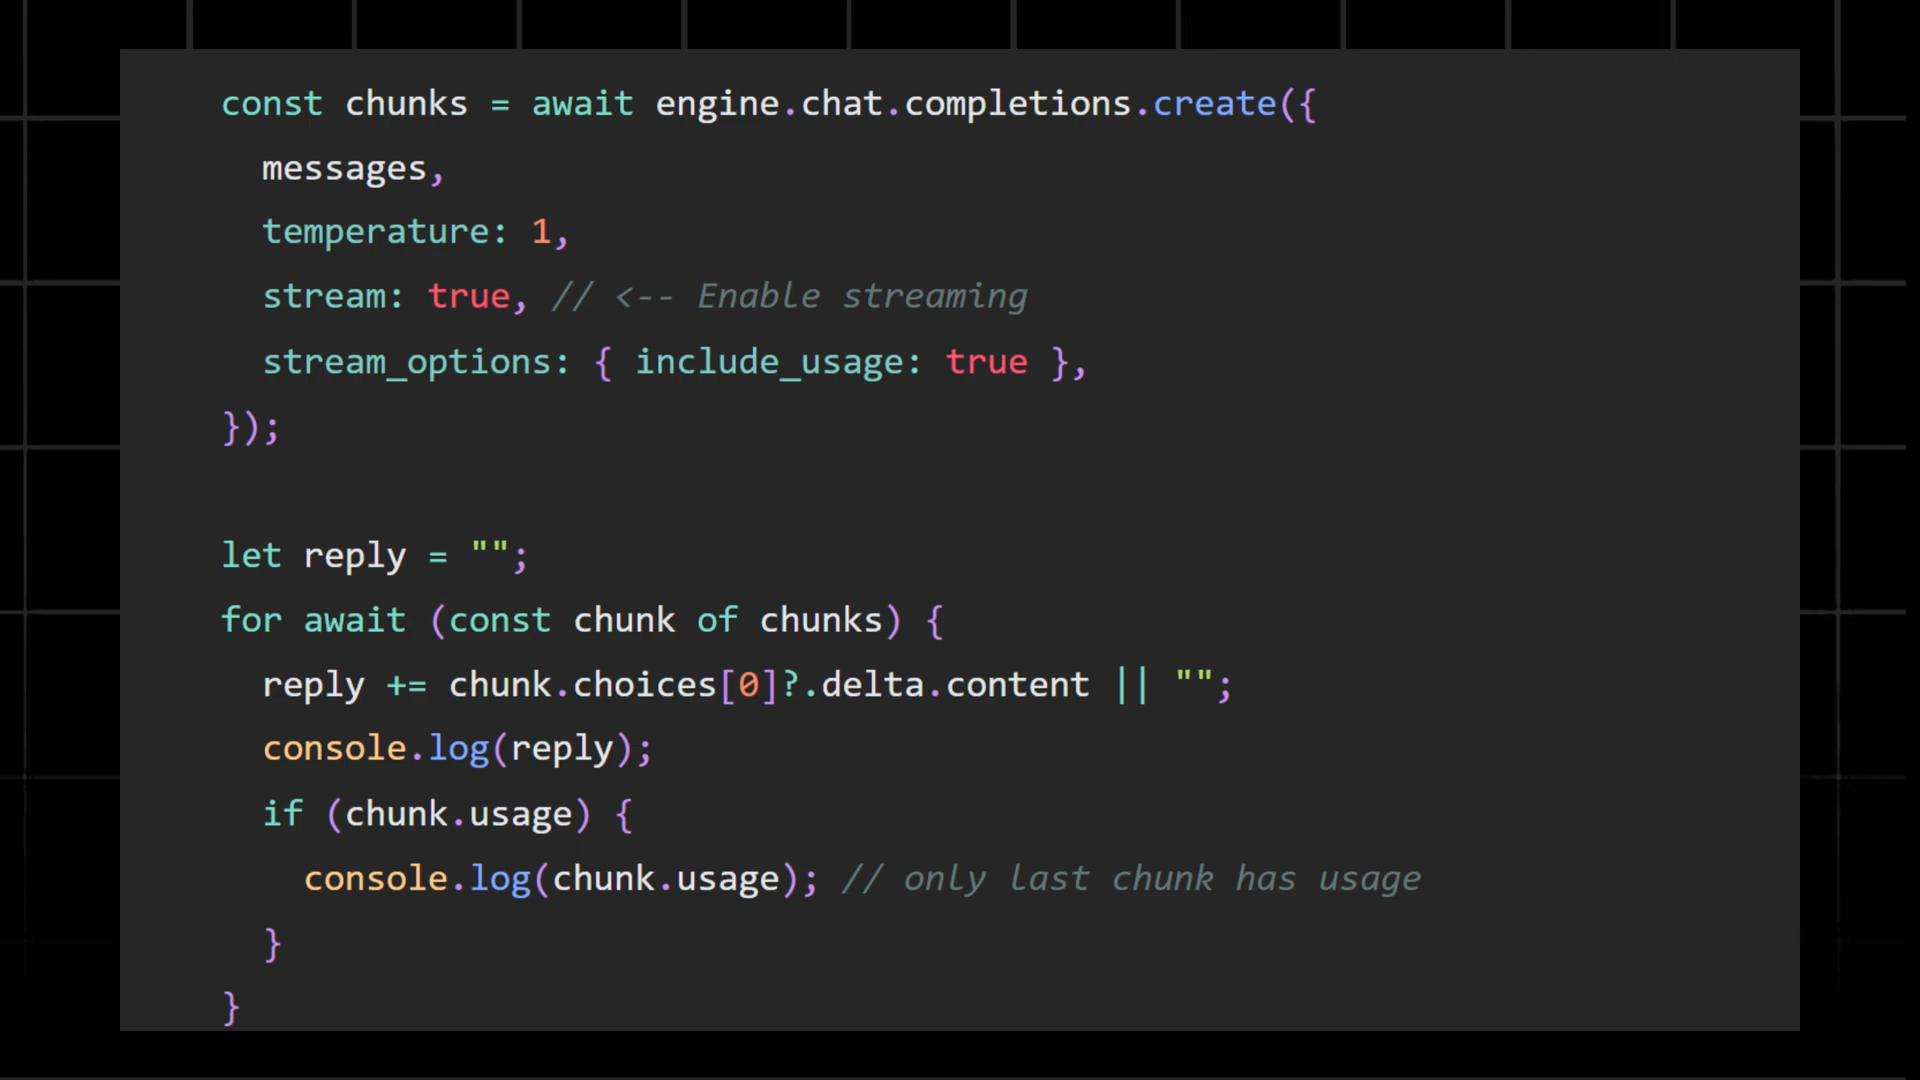 const chunks = await engine.chat.completions.create({
  messages,
  temperature: 1,
  stream: true, // <-- Enable streaming
  stream_options: { include_usage: true },
});

let reply = "";
for await (const chunk of chunks) {
  reply += chunk.choices[0]?.delta.content || "";
  console.log(reply);
  if (chunk.usage) {
    console.log(chunk.usage); // only last chunk has usage
  }
}